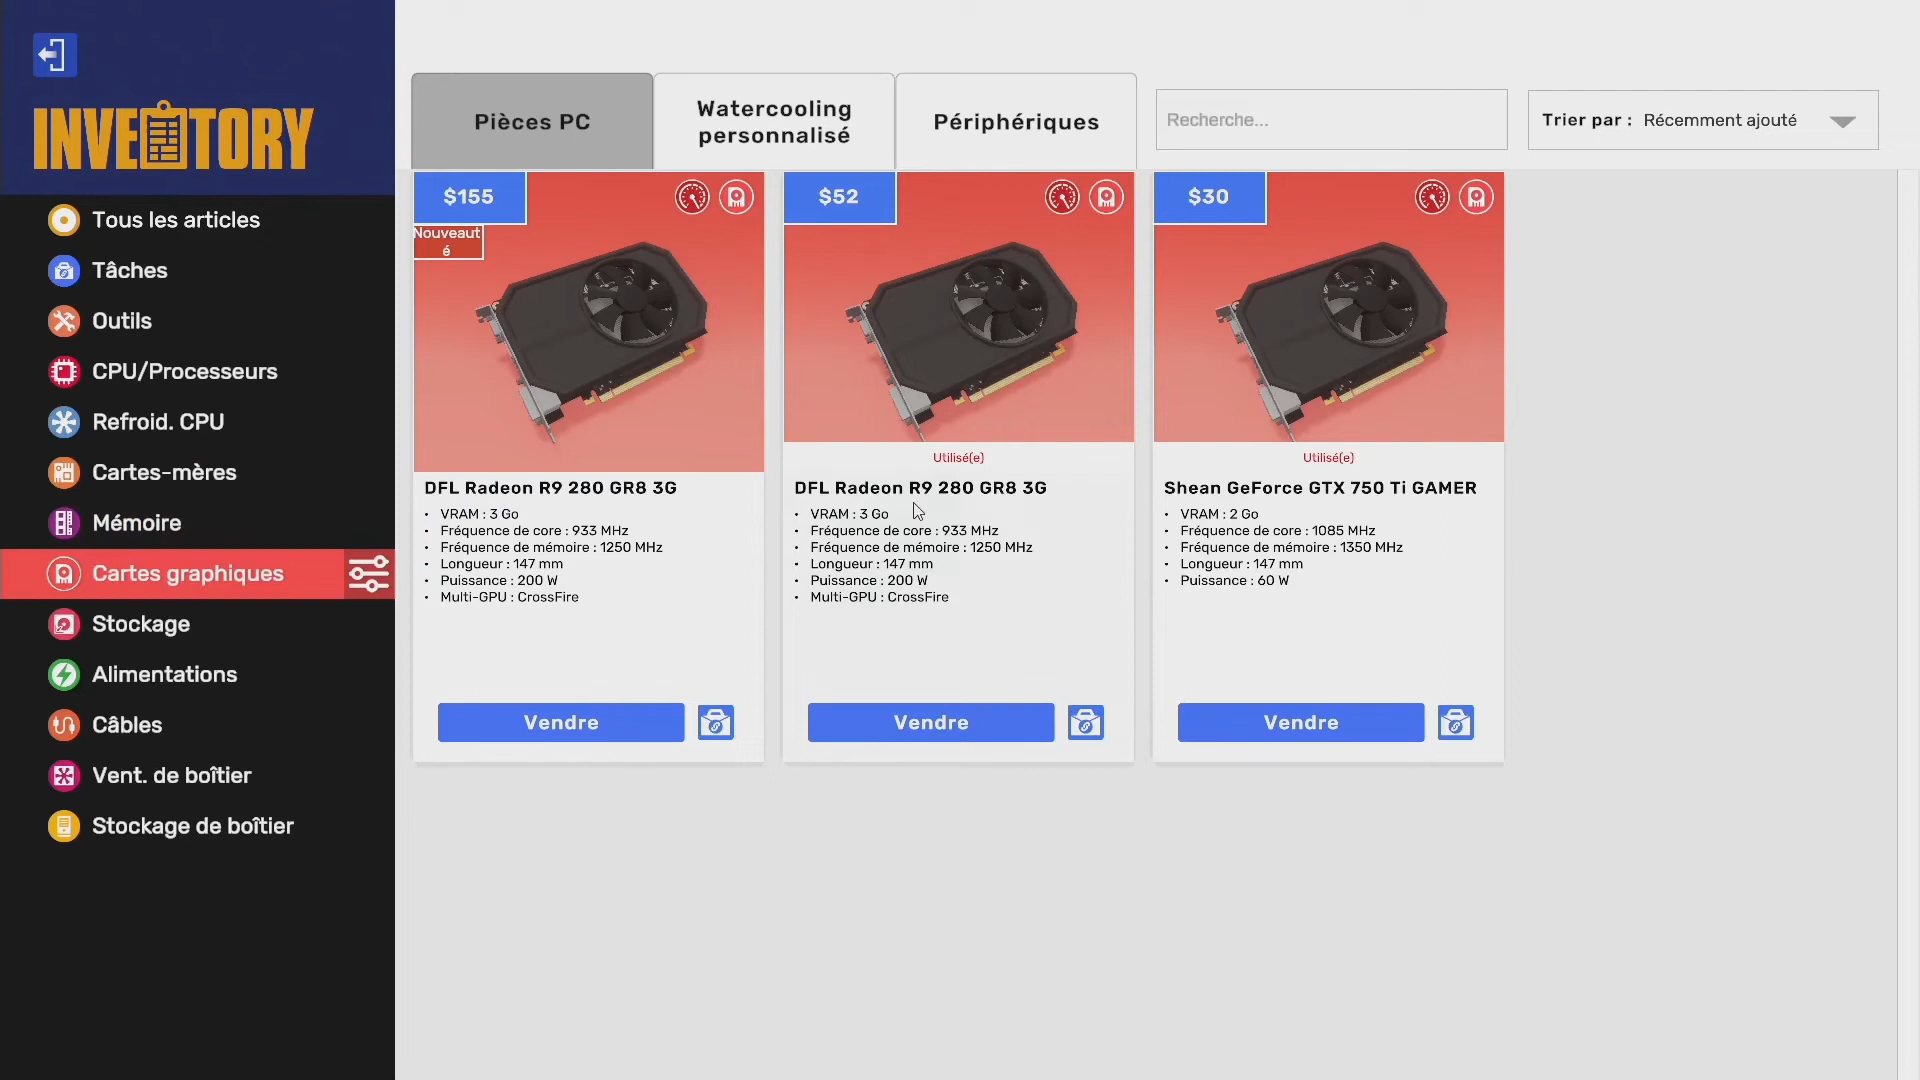 INVENTORY
Tous les articles
Tâches
Outils
CPU/Processeurs
Refroid. CPU
Cartes-mères
Mémoire
Cartes graphiques
Stockage
Alimentations
Câbles
Vent. de boîtier
Stockage de boîtier
Pièces PC
Watercooling
personnalisé
Périphériques
Recherche...
Trier par : Récemment ajouté
$155
Nouveaut
é
DFL Radeon R9 280 GR8 3G
• VRAM : 3 Go
• Fréquence de core : 933 MHz
• Fréquence de mémoire : 1250 MHz
• Longueur : 147 mm
• Puissance : 200 W
• Multi-GPU : CrossFire
Vendre
$52
Utilisé(e)
DFL Radeon R9 280 GR8 3G
• VRAM : 3 Go
• Fréquence de core : 933 MHz
• Fréquence de mémoire : 1250 MHz
• Longueur : 147 mm
• Puissance : 200 W
• Multi-GPU : CrossFire
Vendre
$30
Utilisé(e)
Shean GeForce GTX 750 Ti GAMER
• VRAM : 2 Go
• Fréquence de core : 1085 MHz
• Fréquence de mémoire : 1350 MHz
• Longueur : 147 mm
• Puissance : 60 W
Vendre